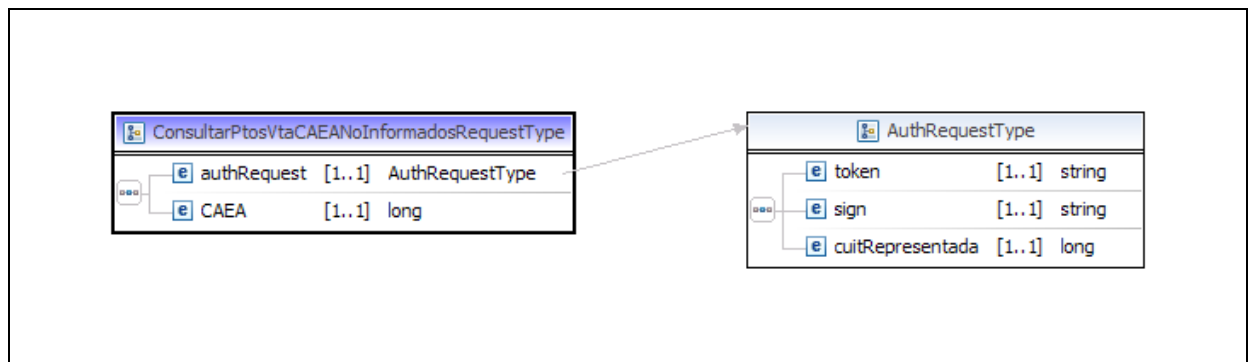 ConsultarPtosVtaCAEANoInformadosRequestType
e authRequest [1..1] AuthRequestType
e CAEA [1..1] long
AuthRequestType
e token [1..1] string
e sign [1..1] string
e cuitRepresentada [1..1] long